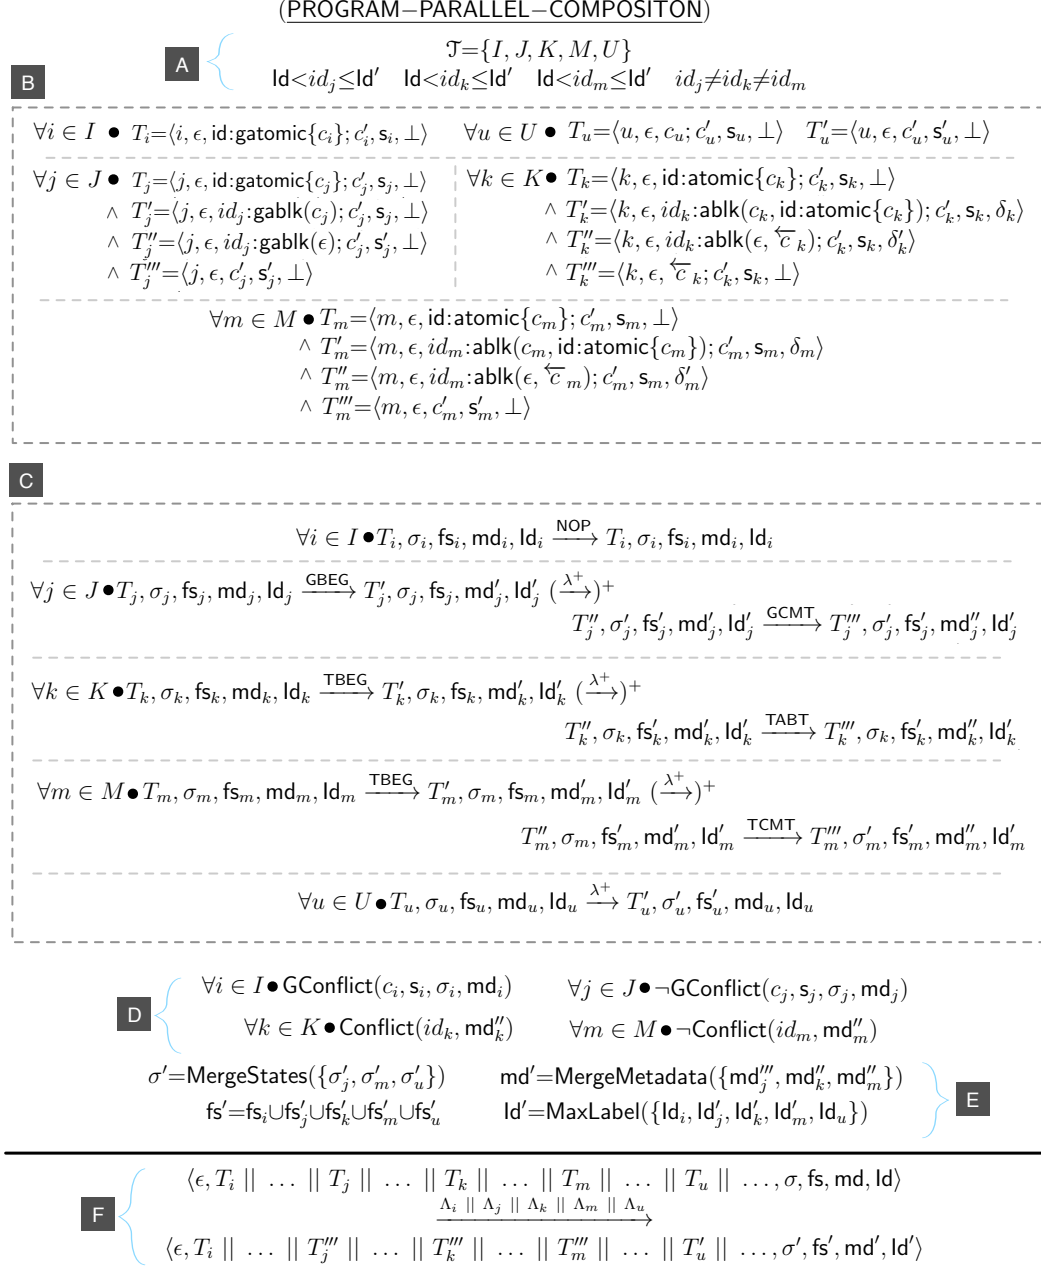 (PROGRAM−PARALLEL−COMPOSITON)
A
𝒯={I, J, K, M, U}
ld<id_j≤ld′ ld<id_k≤ld′ ld<id_m≤ld′ id_j≠id_k≠id_m
B
∀i ∈ I ● T_i=⟨i, ϵ, id:gatomic{c_i}; c′_i, s_i, ⊥⟩ ∀u ∈ U ● T_u=⟨u, ϵ, c_u; c′_u, s_u, ⊥⟩ T′_u=⟨u, ϵ, c′_u, s′_u, ⊥⟩
∀j ∈ J ● T_j=⟨j, ϵ, id:gatomic{c_j}; c′_j, s_j, ⊥⟩
∧ T′_j=⟨j, ϵ, id_j:gablk(c_j); c′_j, s_j, ⊥⟩
∧ T″_j=⟨j, ϵ, id_j:gablk(ϵ); c′_j, s′_j, ⊥⟩
∧ T‴_j=⟨j, ϵ, c′_j, s′_j, ⊥⟩
∀k ∈ K ● T_k=⟨k, ϵ, id:atomic{c_k}; c′_k, s_k, ⊥⟩
∧ T′_k=⟨k, ϵ, id_k:ablk(c_k, id:atomic{c_k}); c′_k, s_k, δ_k⟩
∧ T″_k=⟨k, ϵ, id_k:ablk(ϵ, ↼c_k); c′_k, s_k, δ′_k⟩
∧ T‴_k=⟨k, ϵ, ↼c_k; c′_k, s_k, ⊥⟩
∀m ∈ M ● T_m=⟨m, ϵ, id:atomic{c_m}; c′_m, s_m, ⊥⟩
∧ T′_m=⟨m, ϵ, id_m:ablk(c_m, id:atomic{c_m}); c′_m, s_m, δ_m⟩
∧ T″_m=⟨m, ϵ, id_m:ablk(ϵ, ↼c_m); c′_m, s_m, δ′_m⟩
∧ T‴_m=⟨m, ϵ, c′_m, s′_m, ⊥⟩
C
∀i ∈ I ● T_i, σ_i, fs_i, md_i, ld_i —NOP→ T_i, σ_i, fs_i, md_i, ld_i
∀j ∈ J ● T_j, σ_j, fs_j, md_j, ld_j —GBEG→ T′_j, σ_j, fs_j, md′_j, ld′_j (—λ⁺→)⁺
T″_j, σ′_j, fs′_j, md′_j, ld′_j —GCMT→ T‴_j, σ′_j, fs′_j, md″_j, ld′_j
∀k ∈ K ● T_k, σ_k, fs_k, md_k, ld_k —TBEG→ T′_k, σ_k, fs_k, md′_k, ld′_k (—λ⁺→)⁺
T″_k, σ_k, fs′_k, md′_k, ld′_k —TABT→ T‴_k, σ_k, fs′_k, md″_k, ld′_k
∀m ∈ M ● T_m, σ_m, fs_m, md_m, ld_m —TBEG→ T′_m, σ_m, fs_m, md′_m, ld′_m (—λ⁺→)⁺
T″_m, σ_m, fs′_m, md′_m, ld′_m —TCMT→ T‴_m, σ′_m, fs′_m, md″_m, ld′_m
∀u ∈ U ● T_u, σ_u, fs_u, md_u, ld_u —λ⁺→ T′_u, σ′_u, fs′_u, md_u, ld_u
D
∀i ∈ I ● GConflict(c_i, s_i, σ_i, md_i) ∀j ∈ J ● ¬GConflict(c_j, s_j, σ_j, md_j)
∀k ∈ K ● Conflict(id_k, md″_k) ∀m ∈ M ● ¬Conflict(id_m, md″_m)
σ′=MergeStates({σ′_j, σ′_m, σ′_u}) md′=MergeMetadata({md‴_j, md″_k, md″_m})
E
fs′=fs_i∪fs′_j∪fs′_k∪fs′_m∪fs′_u ld′=MaxLabel({ld_i, ld′_j, ld′_k, ld′_m, ld_u})
F
⟨ϵ, T_i || … || T_j || … || T_k || … || T_m || … || T_u || …, σ, fs, md, ld⟩
—Λ_i || Λ_j || Λ_k || Λ_m || Λ_u→
⟨ϵ, T_i || … || T‴_j || … || T‴_k || … || T‴_m || … || T′_u || …, σ′, fs′, md′, ld′⟩